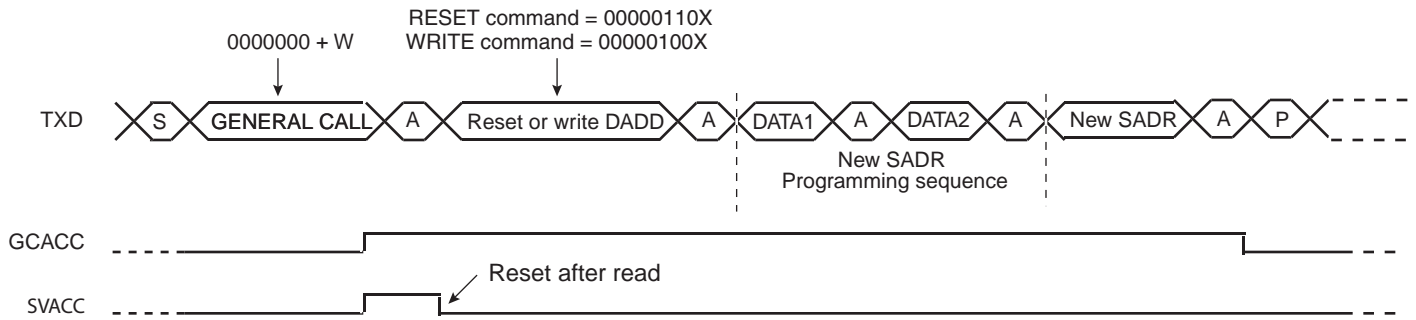 RESET command = 00000110X
0000000 + W
WRITE command = 00000100X
TXD
S
GENERAL CALL
A
Reset or write DADD
A
DATA1
A
DATA2
A
New SADR
A
P
New SADR
Programming sequence
GCACC
Reset after read
SVACC